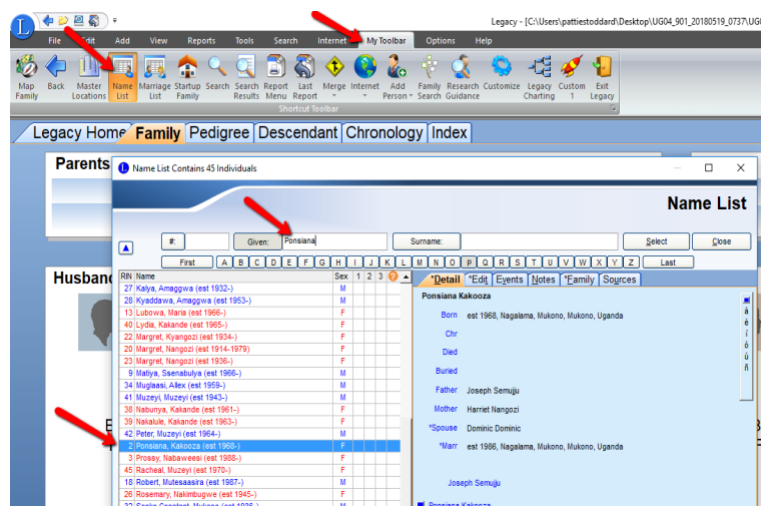 L
Legacy - [C:\Users\pattiestoddard\Desktop\UG04_901_20180519_0737\UG
File Edit Add View Reports Tools Search Internet My Toolbar Options Help
Map Family Back Master Locations Name List Marriage List Startup Family Search Search Results Report Menu Last Report Merge Internet Add Person Family Search Research Guidance Customize Legacy Charting Custom 1 Exit Legacy
Shortcut Toolbar
Legacy Home Family Pedigree Descendant Chronology Index
Parents
L Name List Contains 45 Individuals
Name List
#: Given: Ponsiana Surname: Select Close
First A B C D E F G H I J K L M N O P Q R S T U V W X Y Z Last
Husband
RIN Name Sex 1 2 3 ?
27 Kalya, Amaggwa (est 1932-) M
28 Kyaddawa, Amaggwa (est 1953-) M
13 Lubowa, Maria (est 1966-) F
40 Lydia, Kakande (est 1965-) F
22 Margret, Kyangozi (est 1934-) F
20 Margret, Nangozi (est 1914-1979) F
23 Margret, Nangozi (est 1936-) F
9 Matiya, Ssenabulya (est 1966-) M
34 Muglaasi, Allex (est 1959-) M
41 Muzeyi, Muzeyi (est 1943-) M
38 Nabunya, Kakande (est 1961-) F
39 Nakalule, Kakande (est 1963-) F
42 Peter, Muzeyi (est 1964-) M
2 Ponsiana, Kakooza (est 1968-) F
3 Prossy, Nabaweesi (est 1988-) F
45 Racheal, Muzeyi (est 1970-) F
18 Robert, Mutesaasira (est 1987-) M
26 Rosemary, Nakimbugwe (est 1945-) F
*Detail *Edit Events Notes *Family Sources
Ponsiana Kakooza
Born est 1968, Nagalama, Mukono, Mukono, Uganda
Chr
Died
Buried
Father Joseph Semujju
Mother Harriet Nangozi
*Spouse Dominic Dominic
*Marr est 1986, Nagalama, Mukono, Mukono, Uganda
Joseph Semujju
Ponsiana Kakooza
á
é
í
ó
ú
ñ